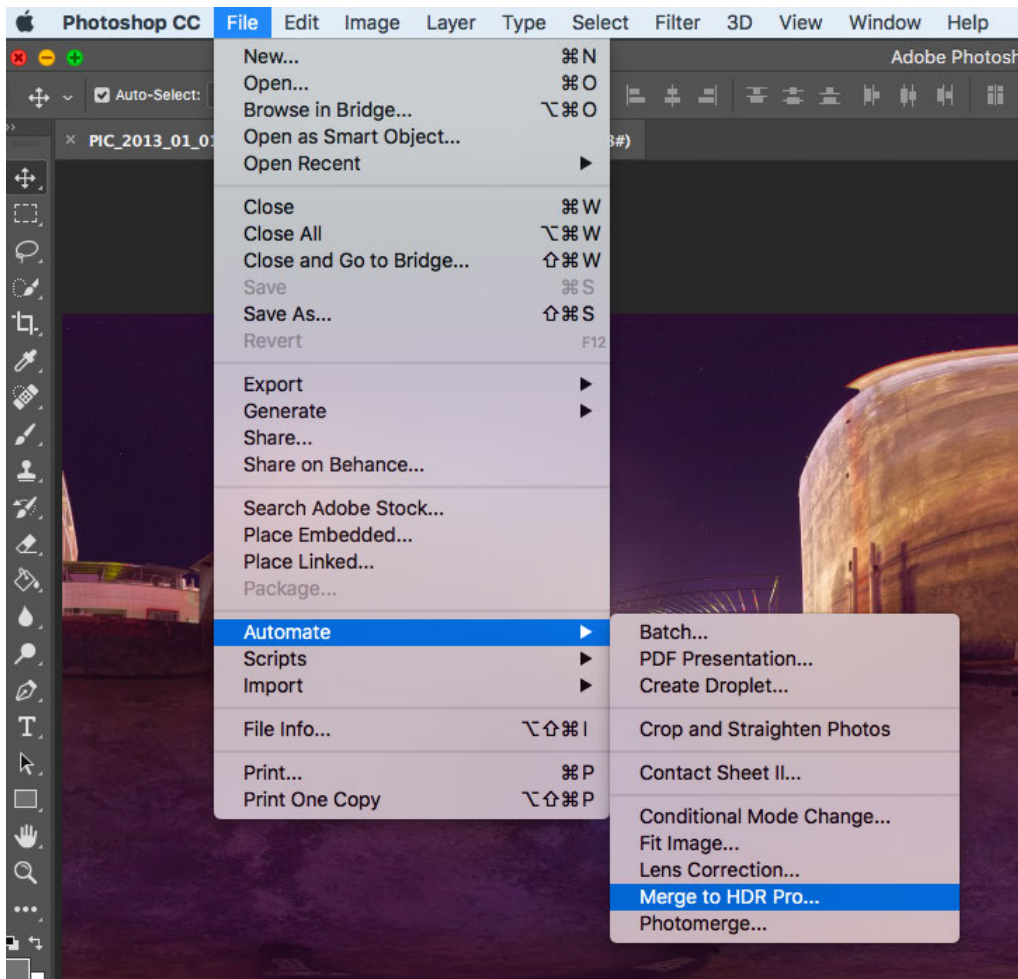 Photoshop CC File Edit Image Layer Type Select Filter 3D View Window Help
Adobe Photosh
Auto-Select:
× PIC_2013_01_01 3#)
New... ⌘N
Open... ⌘O
Browse in Bridge... ⌥⌘O
Open as Smart Object...
Open Recent ▶
Close ⌘W
Close All ⌥⌘W
Close and Go to Bridge... ⇧⌘W
Save ⌘S
Save As... ⇧⌘S
Revert F12
Export ▶
Generate ▶
Share...
Share on Behance...
Search Adobe Stock...
Place Embedded...
Place Linked...
Package...
Automate ▶
Scripts ▶
Import ▶
File Info... ⌥⇧⌘I
Print... ⌘P
Print One Copy ⌥⇧⌘P
Batch...
PDF Presentation...
Create Droplet...
Crop and Straighten Photos
Contact Sheet II...
Conditional Mode Change...
Fit Image...
Lens Correction...
Merge to HDR Pro...
Photomerge...